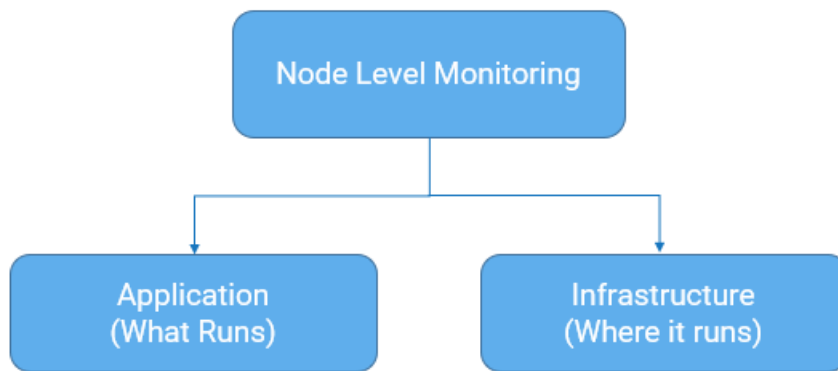 Node Level Monitoring
Application
(What Runs)
Infrastructure
(Where it runs)